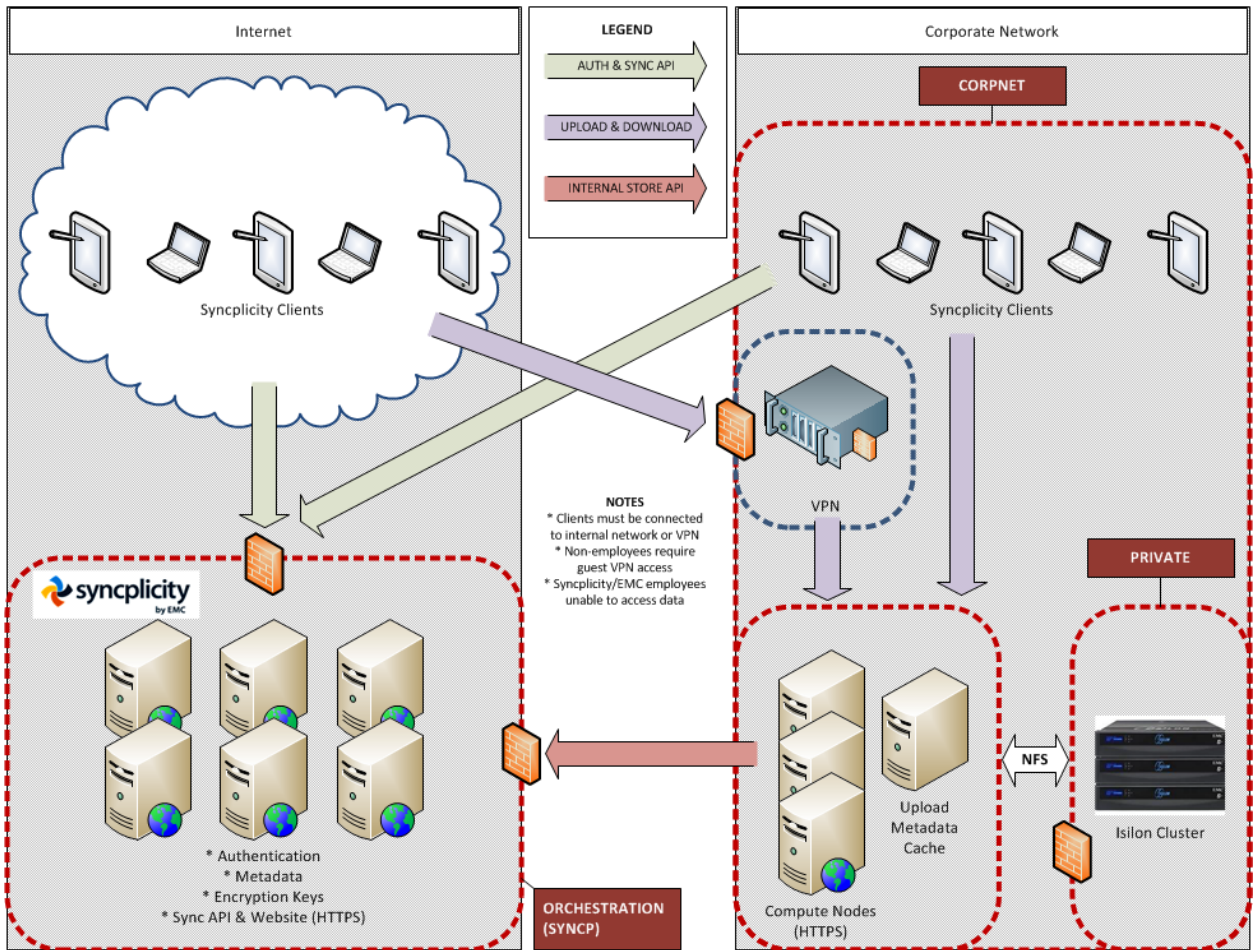 Internet
LEGEND
AUTH & SYNC API
UPLOAD & DOWNLOAD
INTERNAL STORE API
Corporate Network
CORPNET
Syncplicity Clients
Syncplicity Clients
VPN
NOTES
* Clients must be connected
to internal network or VPN
* Non-employees require
guest VPN access
* Syncplicity/EMC employees
unable to access data
PRIVATE
syncplicity
by EMC
* Authentication
* Metadata
* Encryption Keys
* Sync API & Website (HTTPS)
ORCHESTRATION
(SYNCP)
Upload
Metadata
Cache
Compute Nodes
(HTTPS)
NFS
Isilon Cluster